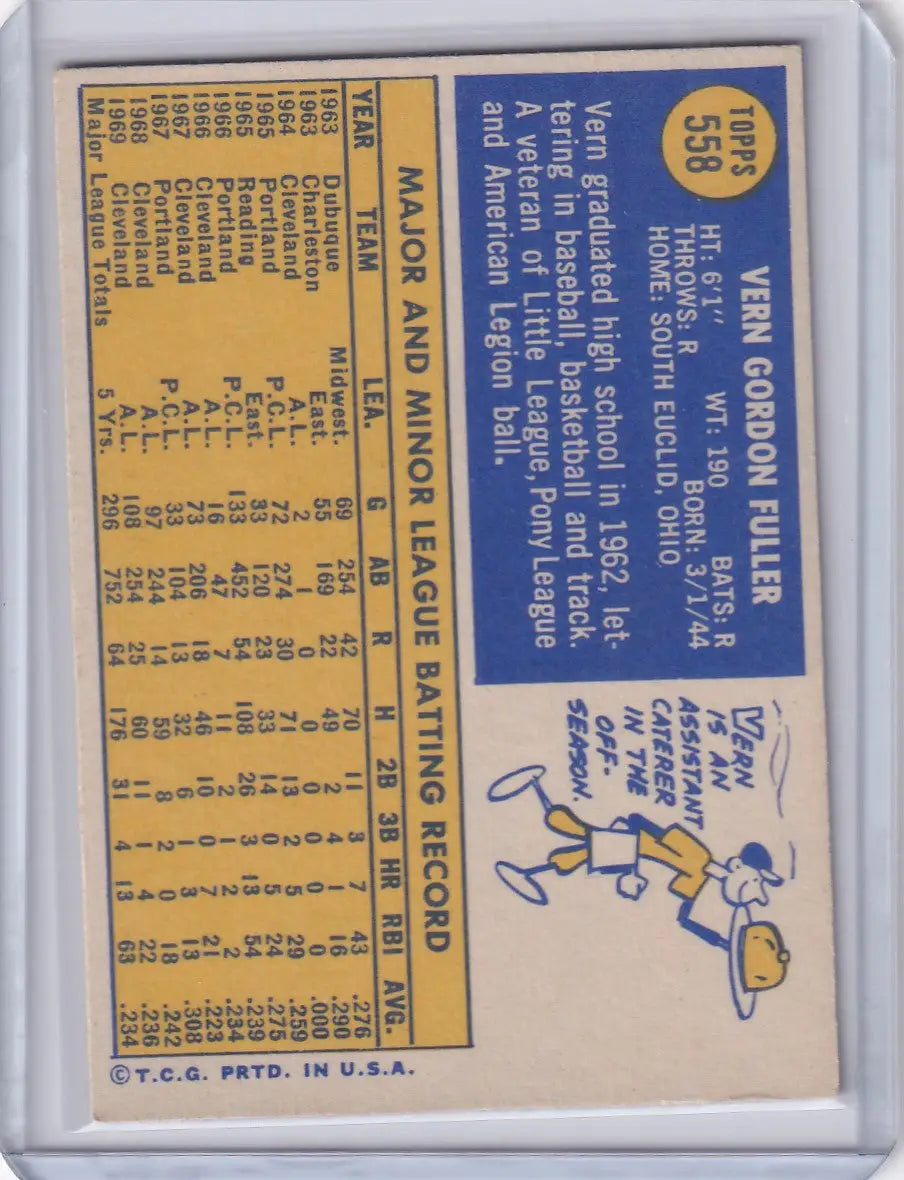 TOPPS
558
VERN GORDON FULLER
HT: 6'1" WT: 190 BATS: R
THROWS: R BORN: 3/1/44
HOME: SOUTH EUCLID, OHIO
Vern graduated high school in 1962, let-
tering in baseball, basketball and track.
A veteran of Little League, Pony League
and American Legion ball.
VERN
IS AN
ASSISTANT
CATERER
IN THE
OFF-
SEASON.
MAJOR AND MINOR LEAGUE BATTING RECORD
YEAR TEAM LEA. G AB R H 2B 3B HR RBI AVG.
1963 Dubuque Midwest. 69 254 42 70 11 3 7 43 .276
1963 Charleston East. 55 169 22 49 2 4 1 16 .290
1964 Cleveland A.L. 2 1 0 0 0 0 0 0 .000
1965 Portland P.C.L. 72 274 30 71 13 2 5 29 .259
1965 Reading East. 33 120 23 33 14 0 5 24 .275
1966 Portland P.C.L. 133 452 54 108 26 3 13 54 .239
1966 Cleveland A.L. 16 47 7 11 2 1 2 2 .234
1967 Cleveland A.L. 73 206 18 46 10 0 7 21 .223
1967 Portland P.C.L. 33 104 13 32 6 1 3 13 .308
1968 Cleveland A.L. 97 244 14 59 8 2 0 18 .242
1969 Cleveland A.L. 108 254 25 60 11 1 4 22 .236
Major League Totals 5 Yrs. 296 752 64 176 31 4 13 63 .234
©T.C.G. PRTD. IN U.S.A.